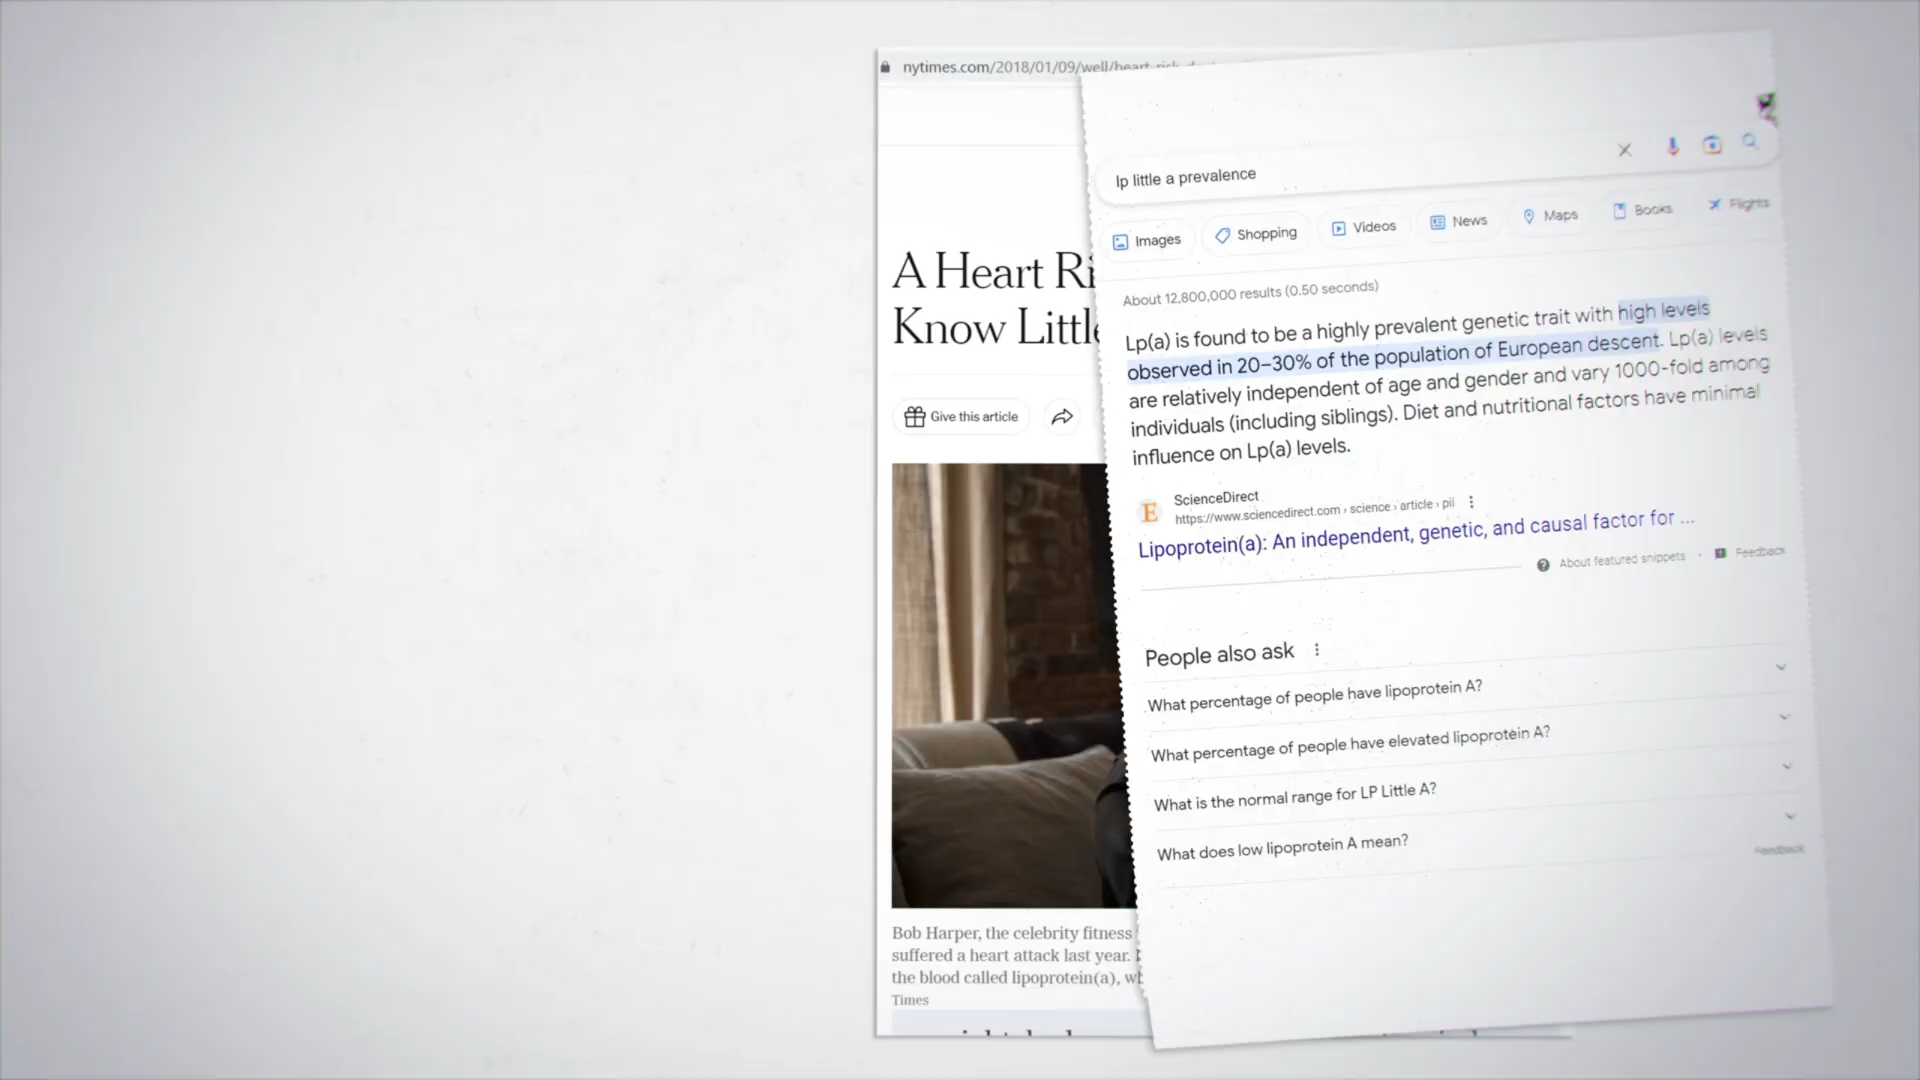 nytimes.com/2018/01/09/well/heart-risk
A Heart Ri
Know Little
Give this article
Bob Harper, the celebrity fitness
suffered a heart attack last year.
the blood called lipoprotein(a),
Times
lp little a prevalence
Images
Shopping
Videos
News
Maps
Books
Flights
About 12,800,000 results (0.50 seconds)
Lp(a) is found to be a highly prevalent genetic trait with high levels
observed in 20–30% of the population of European descent. Lp(a) levels
are relatively independent of age and gender and vary 1000-fold among
individuals (including siblings). Diet and nutritional factors have minimal
influence on Lp(a) levels.
E
ScienceDirect
https://www.sciencedirect.com › science › article › pii
Lipoprotein(a): An independent, genetic, and causal factor for ...
About featured snippets
Feedback
People also ask
What percentage of people have lipoprotein A?
What percentage of people have elevated lipoprotein A?
What is the normal range for LP Little A?
What does low lipoprotein A mean?
Feedback